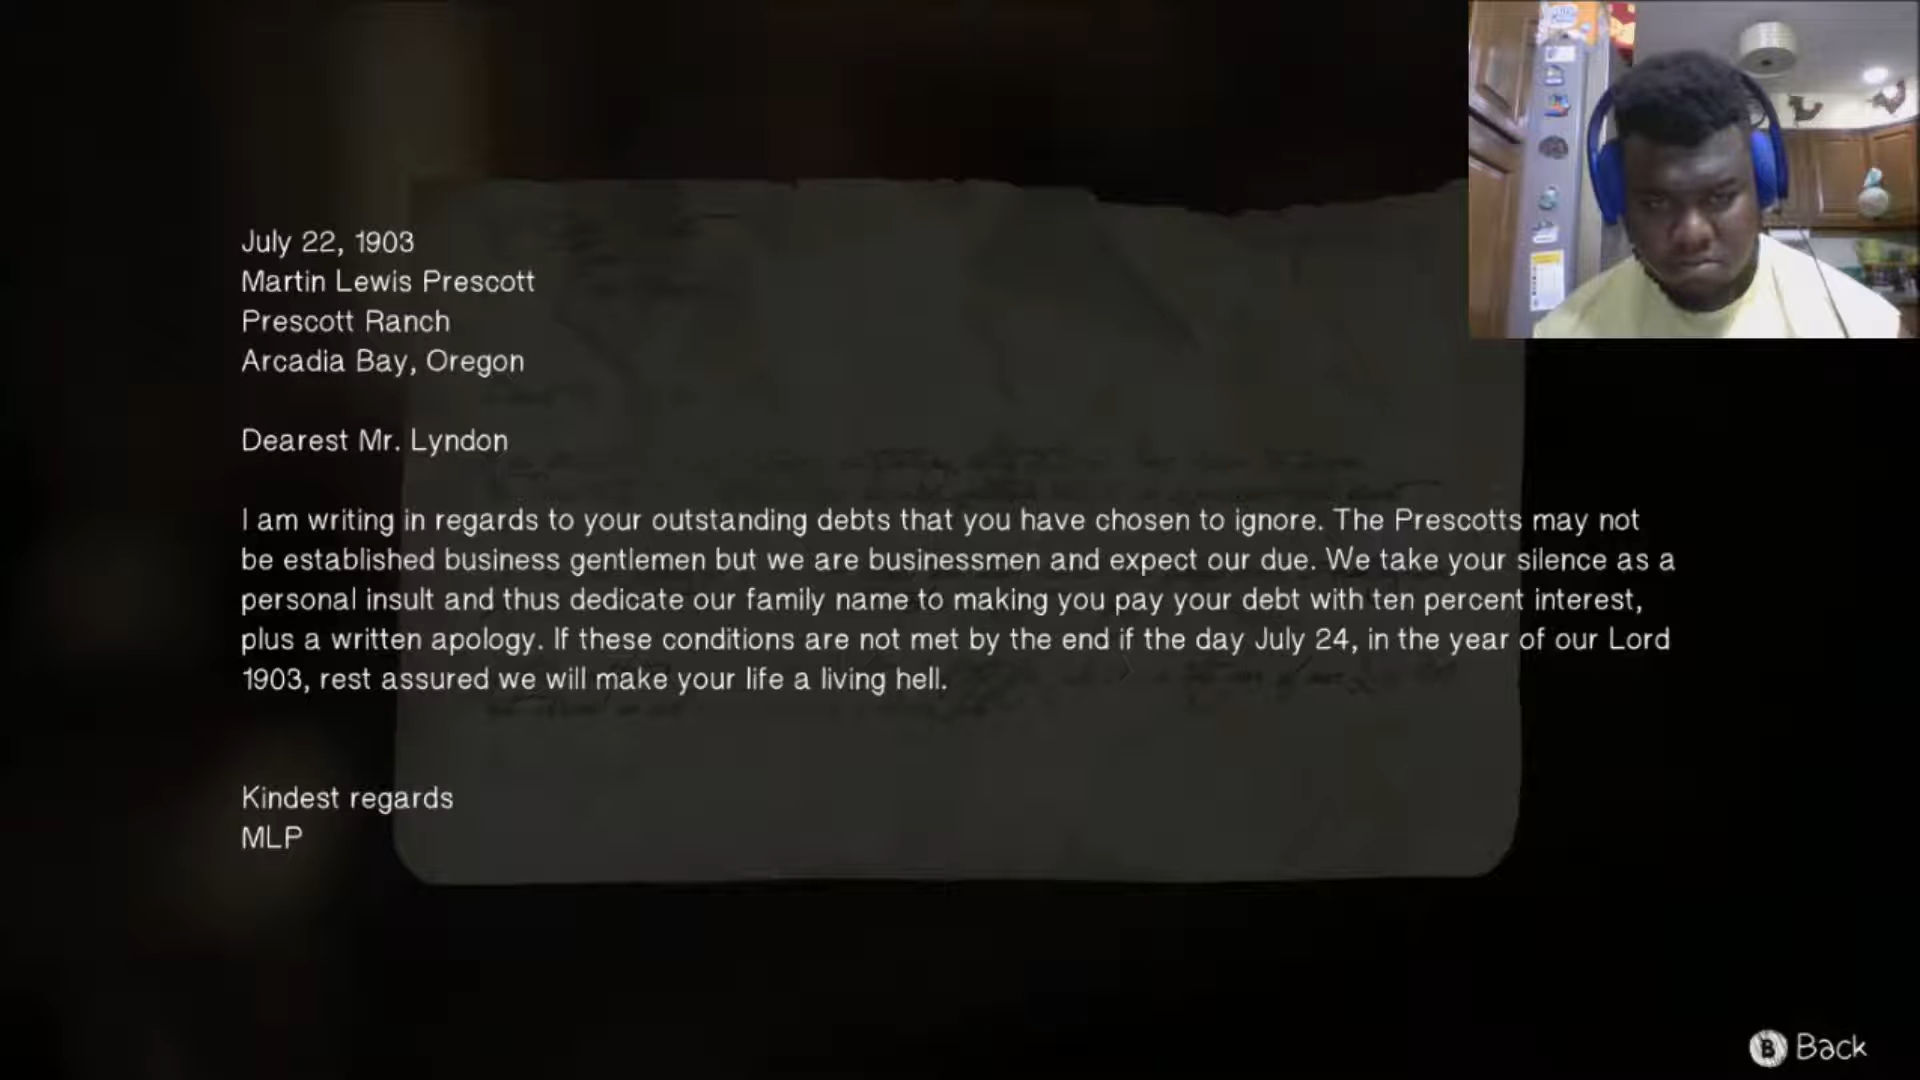 July 22, 1903
Martin Lewis Prescott
Prescott Ranch
Arcadia Bay, Oregon
Dearest Mr. Lyndon
I am writing in regards to your outstanding debts that you have chosen to ignore. The Prescotts may not
be established business gentlemen but we are businessmen and expect our due. We take your silence as a
personal insult and thus dedicate our family name to making you pay your debt with ten percent interest,
plus a written apology. If these conditions are not met by the end if the day July 24, in the year of our Lord
1903, rest assured we will make your life a living hell.
Kindest regards
MLP
B Back